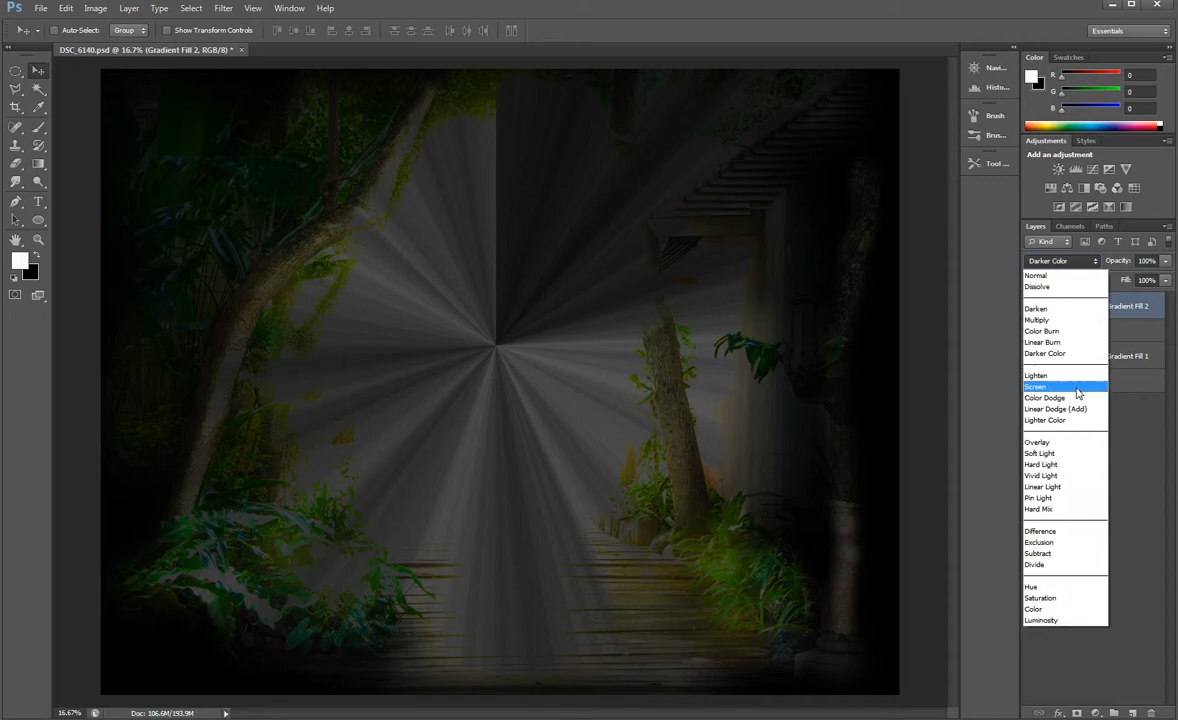 Ps File Edit Image Layer Type Select Filter View Window Help
Auto-Select: Group Show Transform Controls Essentials
DSC_6140.psd @ 16.7% (Gradient Fill 2, RGB/8) * ×
Navi...
Histo...
Brush
Brus...
Tool ...
Color Swatches
R 0
G 0
B 0
Adjustments Styles
Add an adjustment
Layers Channels Paths
Kind
Darker Color Opacity: 100%
Fill: 100%
Gradient Fill 2
Gradient Fill 1
Normal
Dissolve
Darken
Multiply
Color Burn
Linear Burn
Darker Color
Lighten
Screen
Color Dodge
Linear Dodge (Add)
Lighter Color
Overlay
Soft Light
Hard Light
Vivid Light
Linear Light
Pin Light
Hard Mix
Difference
Exclusion
Subtract
Divide
Hue
Saturation
Color
Luminosity
16.67% Doc: 106.6M/193.9M